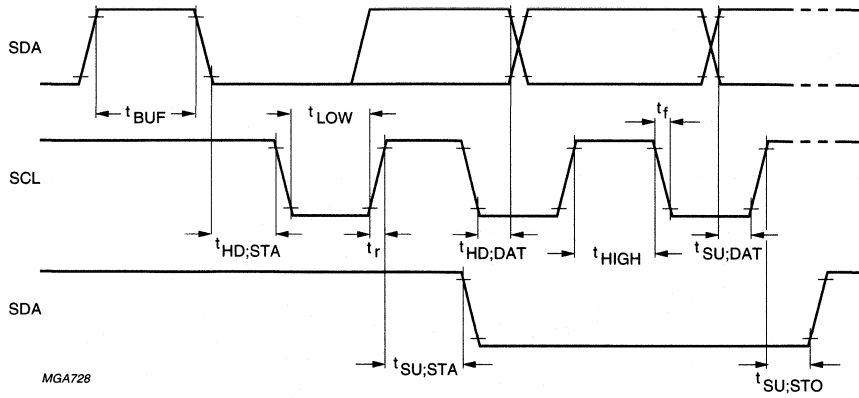 SDA
t BUF
t LOW
t f
SCL
t HD;STA
t r
t HD;DAT
t HIGH
t SU;DAT
SDA
t SU;STA
t SU;STO
MGA728